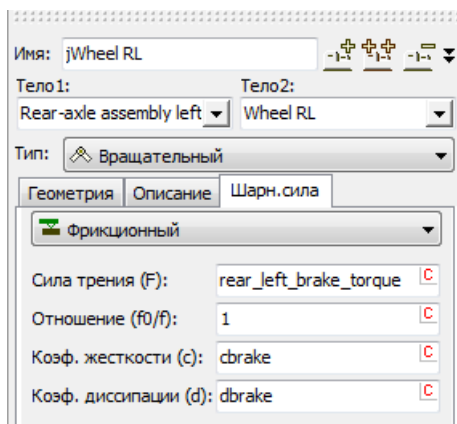 Имя: jWheel RL
Тело1: Тело2:
Rear-axle assembly left Wheel RL
Тип: Вращательный
Геометрия Описание Шарн.сила
Фрикционный
Сила трения (F): rear_left_brake_torque C
Отношение (f0/f): 1 C
Коэф. жесткости (c): cbrake C
Коэф. диссипации (d): dbrake C